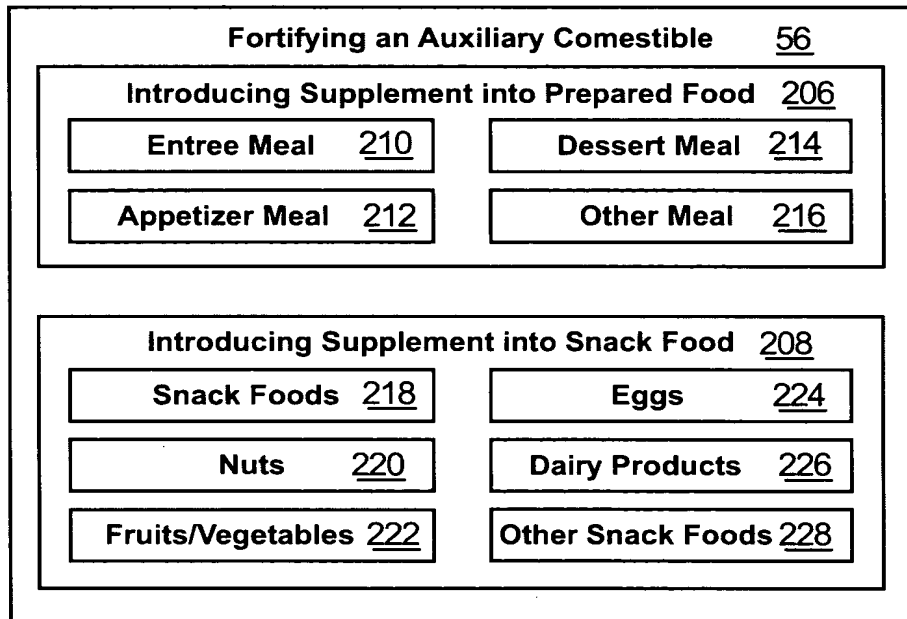 Fortifying an Auxiliary Comestible 56
Introducing Supplement into Prepared Food 206
Entree Meal 210
Dessert Meal 214
Appetizer Meal 212
Other Meal 216
Introducing Supplement into Snack Food 208
Snack Foods 218
Eggs 224
Nuts 220
Dairy Products 226
Fruits/Vegetables 222
Other Snack Foods 228